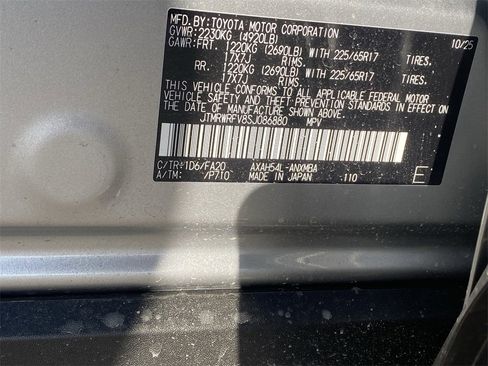 MFD. BY: TOYOTA MOTOR CORPORATION 10/25
GVWR: 2230KG (4920LB)
GAWR: FRT. 1220KG (2690LB) WITH 225/65R17 TIRES.
17X7J RIMS.
RR. 1220KG (2690LB) WITH 225/65R17 TIRES.
17X7J RIMS.
THIS VEHICLE CONFORMS TO ALL APPLICABLE FEDERAL MOTOR
VEHICLE SAFETY AND THEFT PREVENTION STANDARDS IN EFFECT ON
THE DATE OF MANUFACTURE SHOWN ABOVE.
JTMRWRFV8SJ086880 MPV
C/TR: 1D6/FA20 AXAH54L-ANXMBA
A/TM: /P710 MADE IN JAPAN 110 E